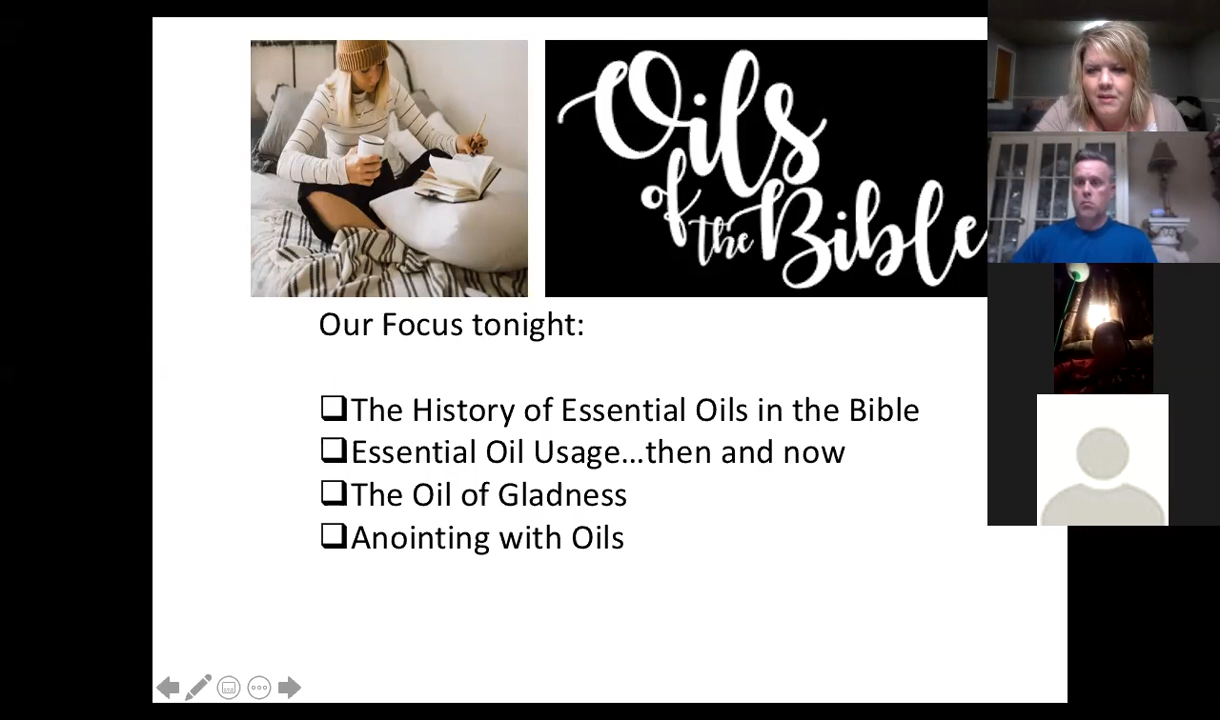 Oils
of
the Bible
Our Focus tonight:
❑The History of Essential Oils in the Bible
❑Essential Oil Usage...then and now
❑The Oil of Gladness
❑Anointing with Oils